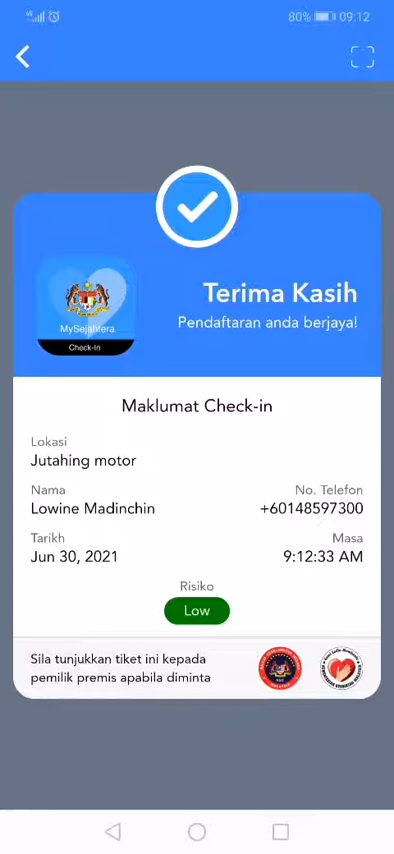 80% 09:12
Terima Kasih
Pendaftaran anda berjaya!
MySejahtera
Check-In
Maklumat Check-in
Lokasi
Jutahing motor
Nama No. Telefon
Lowine Madinchin +60148597300
Tarikh Masa
Jun 30, 2021 9:12:33 AM
Risiko
Low
Sila tunjukkan tiket ini kepada
pemilik premis apabila diminta